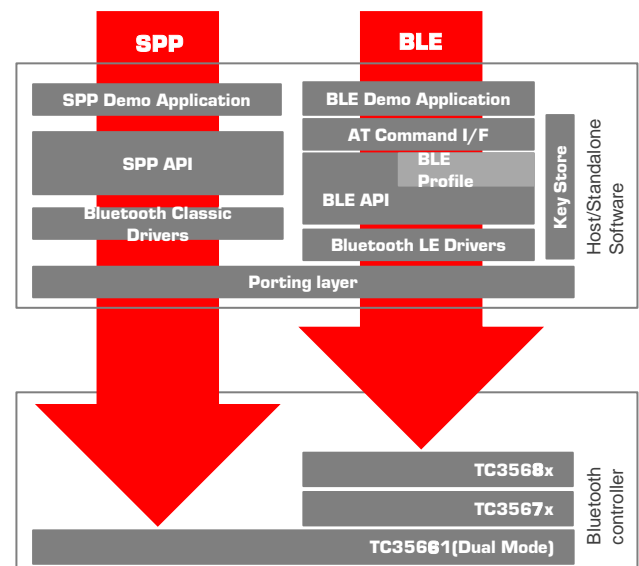 SPP
BLE
SPP Demo Application
BLE Demo Application
AT Command I/F
SPP API
BLE
Profile
BLE API
Key Store
Host/Standalone
Software
Bluetooth Classic
Drivers
Bluetooth LE Drivers
Porting layer
TC3568x
TC3567x
TC35661(Dual Mode)
Bluetooth
controller